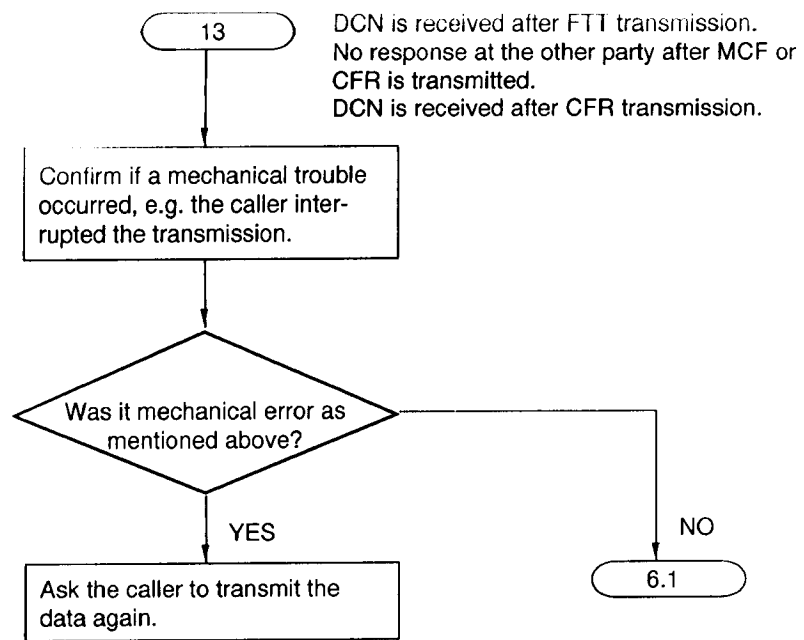 13
DCN is received after FTT transmission.
No response at the other party after MCF or
CFR is transmitted.
DCN is received after CFR transmission.
Confirm if a mechanical trouble
occurred, e.g. the caller inter-
rupted the transmission.
Was it mechanical error as
mentioned above?
YES
NO
Ask the caller to transmit the
data again.
6.1